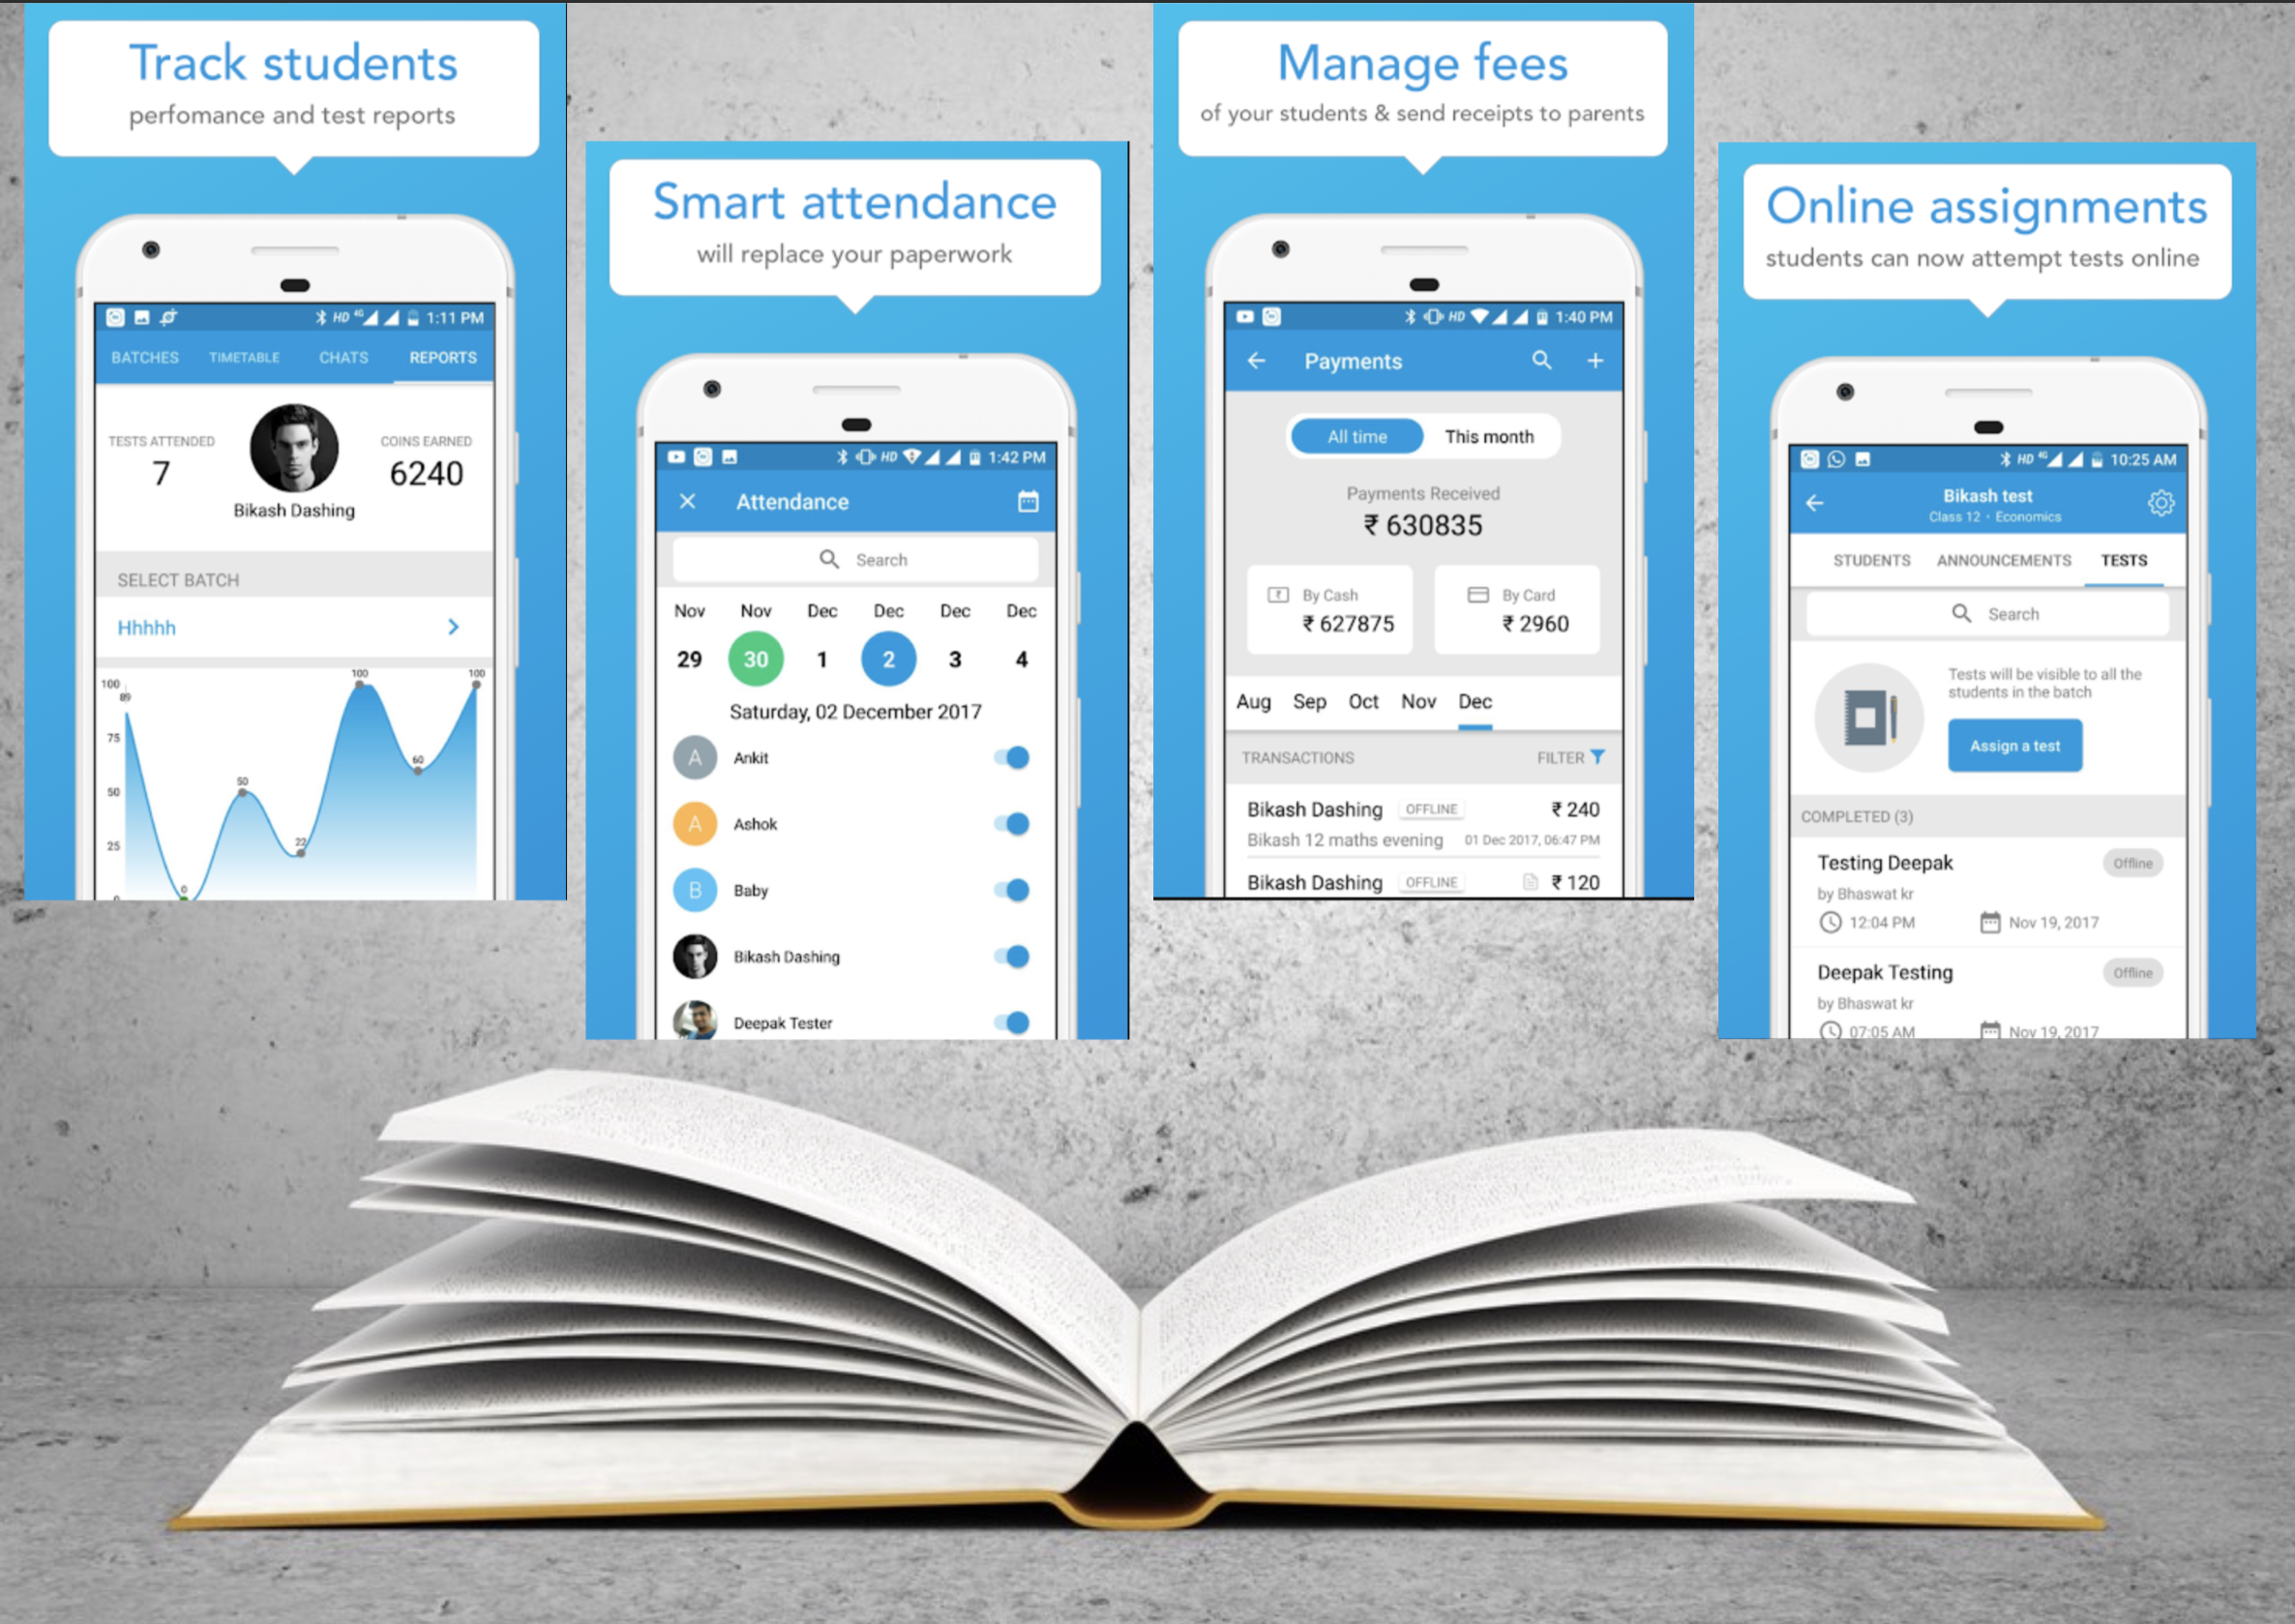 Track students
perfomance and test reports
HD 4G 1:11 PM
BATCHES TIMETABLE CHATS REPORTS
TESTS ATTENDED
7
COINS EARNED
6240
Bikash Dashing
SELECT BATCH
Hhhhh
100
89
75
50
25
0
0
50
22
100
60
100
Smart attendance
will replace your paperwork
HD 1:42 PM
Attendance
Search
Nov Nov Dec Dec Dec Dec
29 30 1 2 3 4
Saturday, 02 December 2017
A Ankit
A Ashok
B Baby
Bikash Dashing
Deepak Tester
Manage fees
of your students & send receipts to parents
HD 1:40 PM
Payments
All time This month
Payments Received
₹ 630835
By Cash
₹ 627875
By Card
₹ 2960
Aug Sep Oct Nov Dec
TRANSACTIONS FILTER
Bikash Dashing OFFLINE ₹ 240
Bikash 12 maths evening 01 Dec 2017, 06:47 PM
Bikash Dashing OFFLINE ₹ 120
Online assignments
students can now attempt tests online
HD 4G 10:25 AM
Bikash test
Class 12 • Economics
STUDENTS ANNOUNCEMENTS TESTS
Search
Tests will be visible to all the
students in the batch
Assign a test
COMPLETED (3)
Testing Deepak Offline
by Bhaswat kr
12:04 PM Nov 19, 2017
Deepak Testing Offline
by Bhaswat kr
07:05 AM Nov 19, 2017